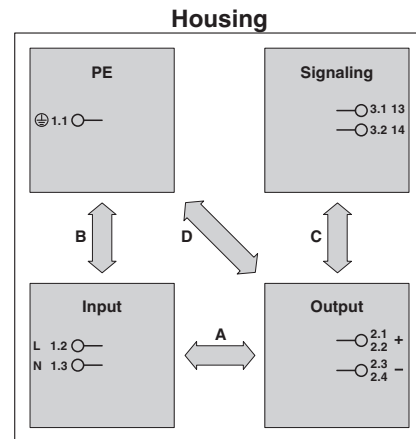 Housing
PE
Signaling
1.1
3.1 13
3.2 14
B
D
C
Input
A
Output
L 1.2
N 1.3
2.1
2.2 +
2.3
2.4 –